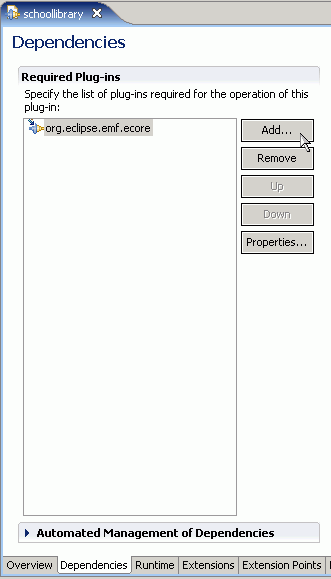 schoollibrary
Dependencies
Required Plug-ins
Specify the list of plug-ins required for the operation of this
plug-in:
org.eclipse.emf.ecore
Add...
Remove
Up
Down
Properties...
Automated Management of Dependencies
Overview Dependencies Runtime Extensions Extension Points